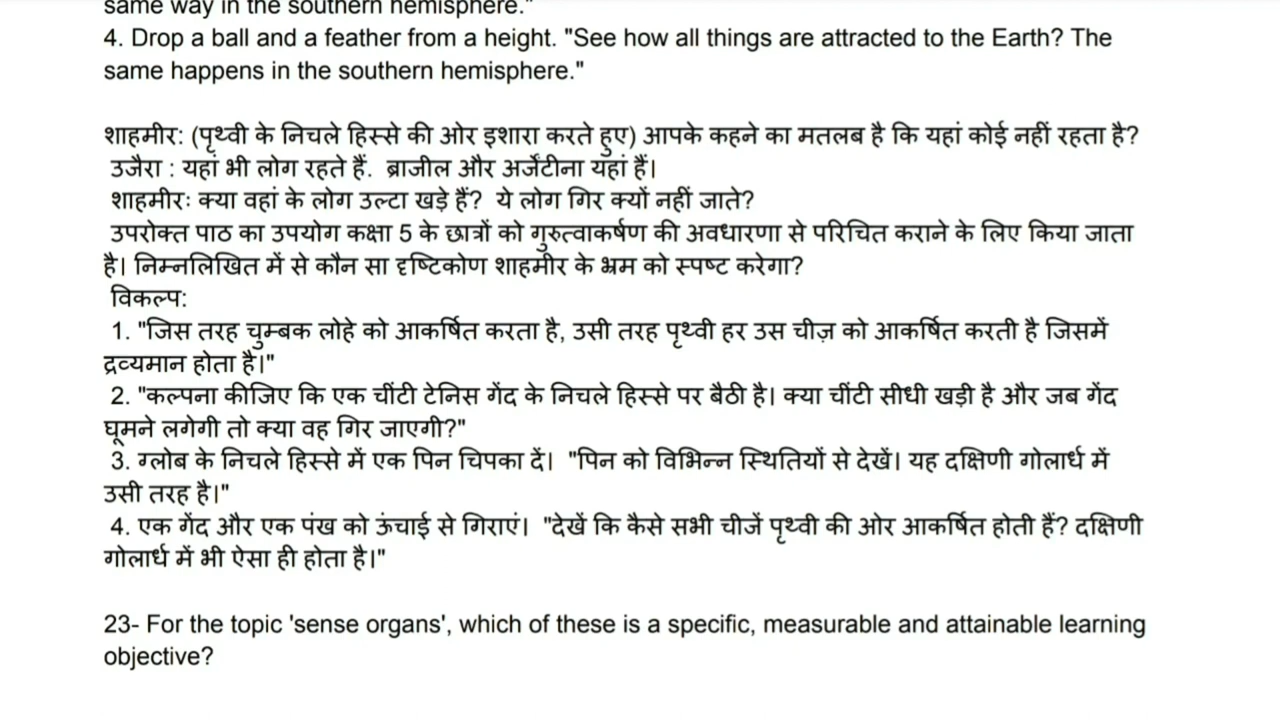 same way in the southern hemisphere."
4. Drop a ball and a feather from a height. "See how all things are attracted to the Earth? The
same happens in the southern hemisphere."
शाहमीर: (पृथ्वी के निचले हिस्से की ओर इशारा करते हुए) आपके कहने का मतलब है कि यहां कोई नहीं रहता है?
उजैरा : यहां भी लोग रहते हैं. ब्राजील और अर्जेंटीना यहां हैं।
शाहमीरः क्या वहां के लोग उल्टा खड़े हैं? ये लोग गिर क्यों नहीं जाते?
उपरोक्त पाठ का उपयोग कक्षा 5 के छात्रों को गुरुत्वाकर्षण की अवधारणा से परिचित कराने के लिए किया जाता
है। निम्नलिखित में से कौन सा दृष्टिकोण शाहमीर के भ्रम को स्पष्ट करेगा?
विकल्प:
1. "जिस तरह चुम्बक लोहे को आकर्षित करता है, उसी तरह पृथ्वी हर उस चीज़ को आकर्षित करती है जिसमें
द्रव्यमान होता है।"
2. "कल्पना कीजिए कि एक चींटी टेनिस गेंद के निचले हिस्से पर बैठी है। क्या चींटी सीधी खड़ी है और जब गेंद
घूमने लगेगी तो क्या वह गिर जाएगी?"
3. ग्लोब के निचले हिस्से में एक पिन चिपका दें। "पिन को विभिन्न स्थितियों से देखें। यह दक्षिणी गोलार्ध में
उसी तरह है।"
4. एक गेंद और एक पंख को ऊंचाई से गिराएं। "देखें कि कैसे सभी चीजें पृथ्वी की ओर आकर्षित होती हैं? दक्षिणी
गोलार्ध में भी ऐसा ही होता है।"
23- For the topic 'sense organs', which of these is a specific, measurable and attainable learning
objective?